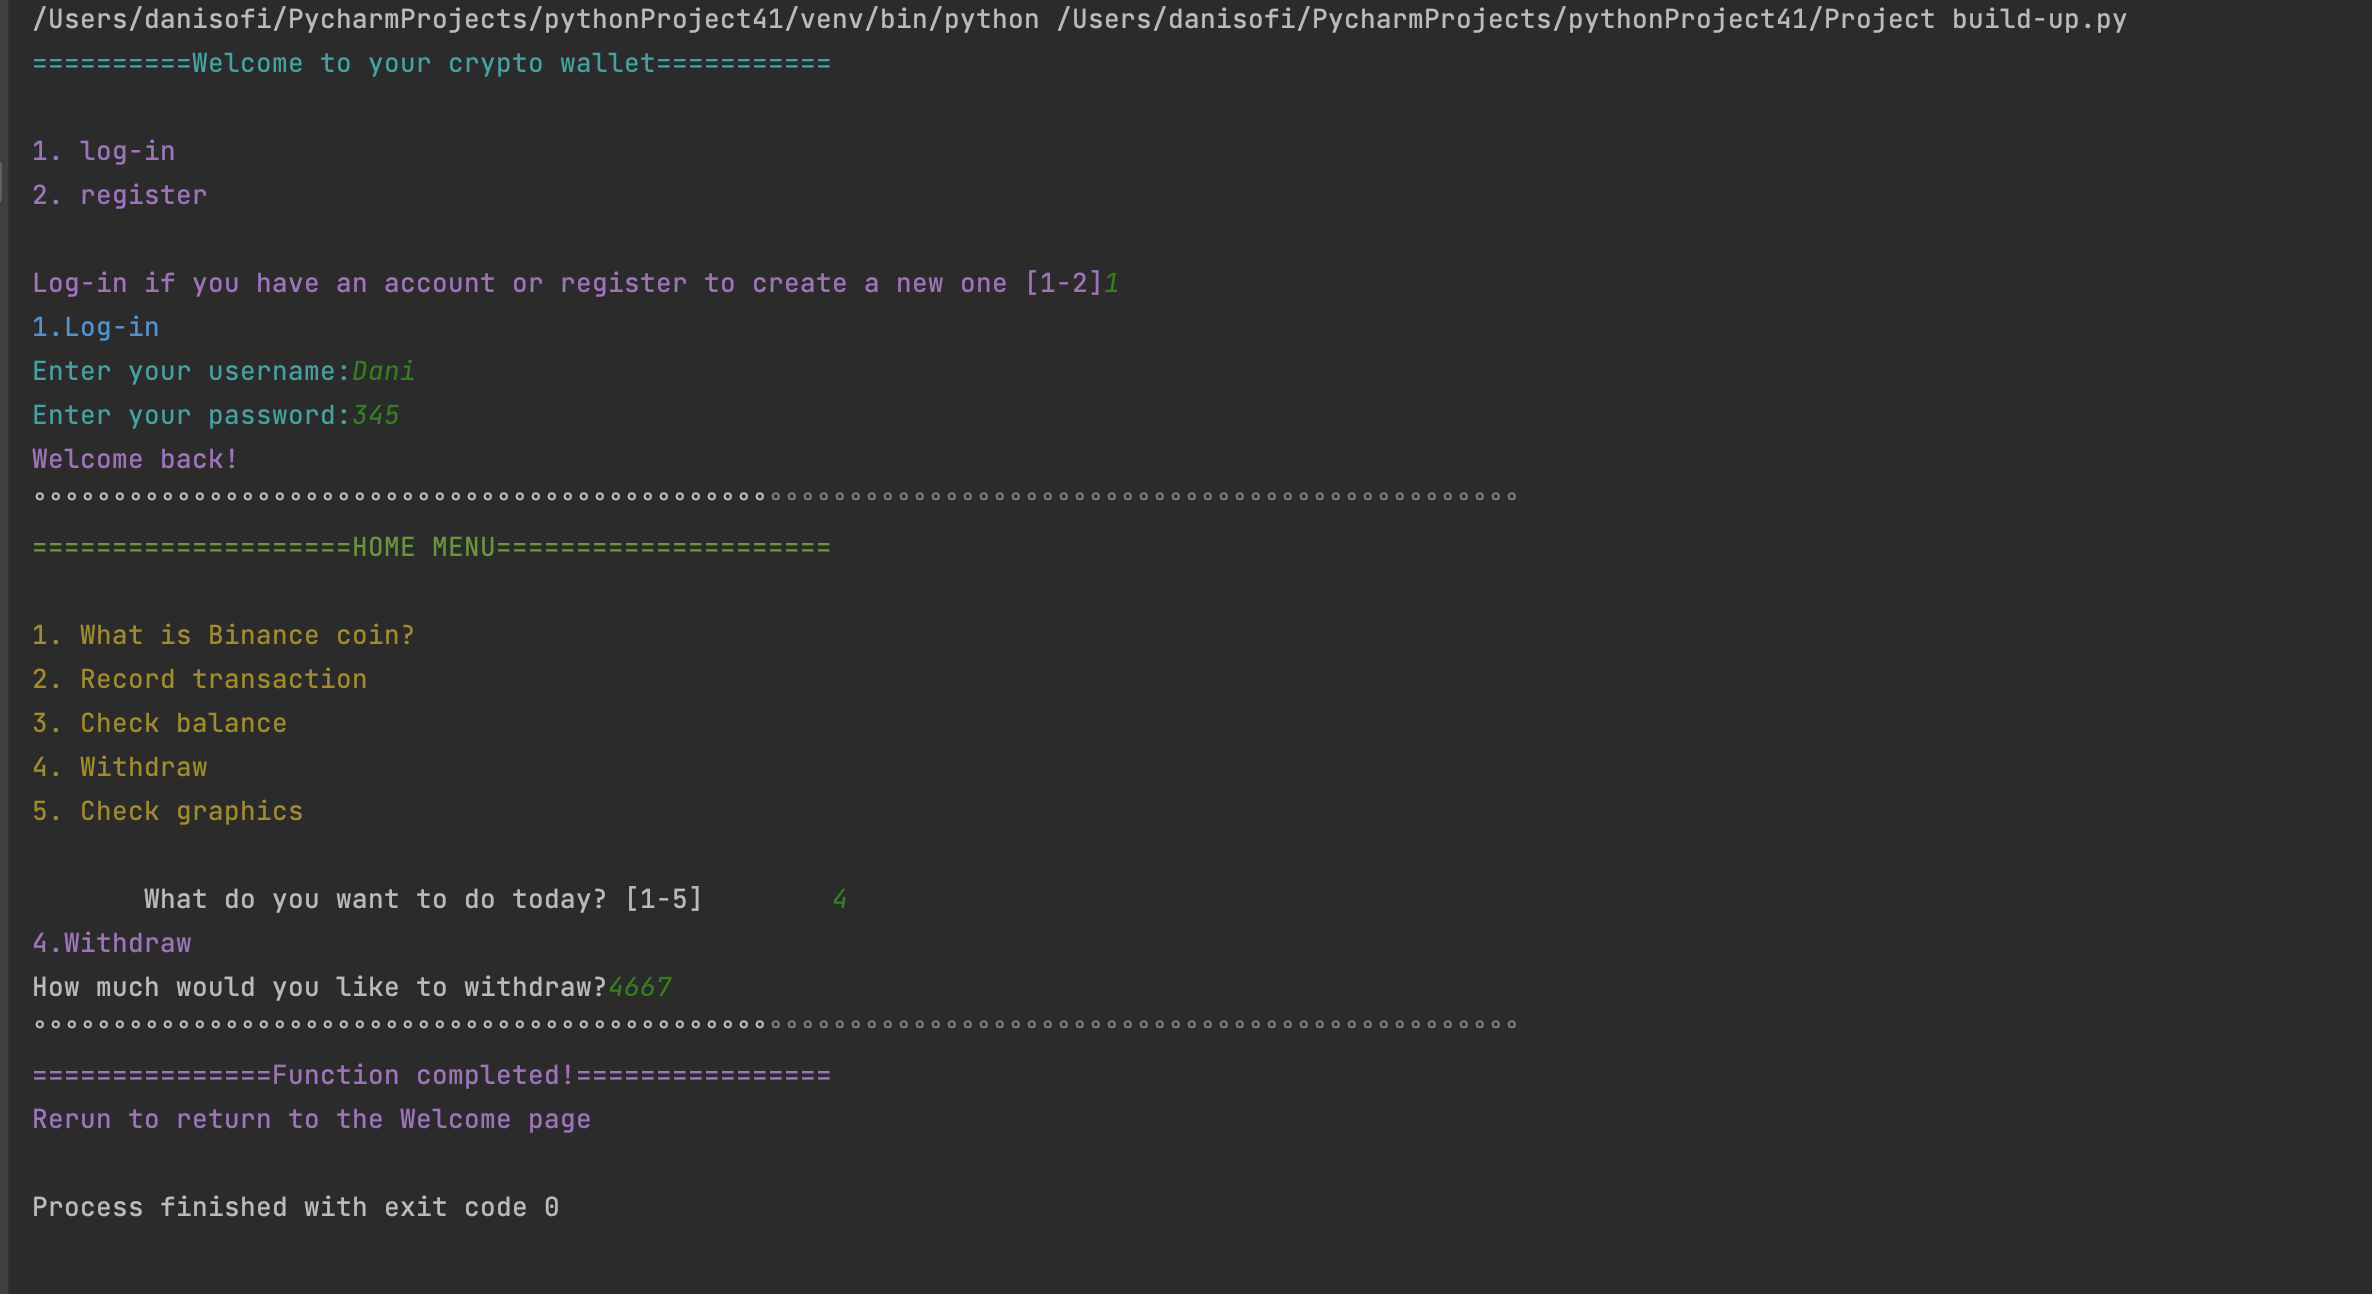 /Users/danisofi/PycharmProjects/pythonProject41/venv/bin/python /Users/danisofi/PycharmProjects/pythonProject41/Project build-up.py
==========Welcome to your crypto wallet===========
1. log-in
2. register
Log-in if you have an account or register to create a new one [1-2]1
1.Log-in
Enter your username:Dani
Enter your password:345
Welcome back!
°°°°°°°°°°°°°°°°°°°°°°°°°°°°°°°°°°°°°°°°°°°°°°°°°°°°°°°°°°°°°°°°°°°°°°°°°°°°°°°°°°°°°°°°°°°°°
====================HOME MENU=====================
1. What is Binance coin?
2. Record transaction
3. Check balance
4. Withdraw
5. Check graphics
What do you want to do today? [1-5]        4
4.Withdraw
How much would you like to withdraw?4667
°°°°°°°°°°°°°°°°°°°°°°°°°°°°°°°°°°°°°°°°°°°°°°°°°°°°°°°°°°°°°°°°°°°°°°°°°°°°°°°°°°°°°°°°°°°°°
===============Function completed!================
Rerun to return to the Welcome page
Process finished with exit code 0